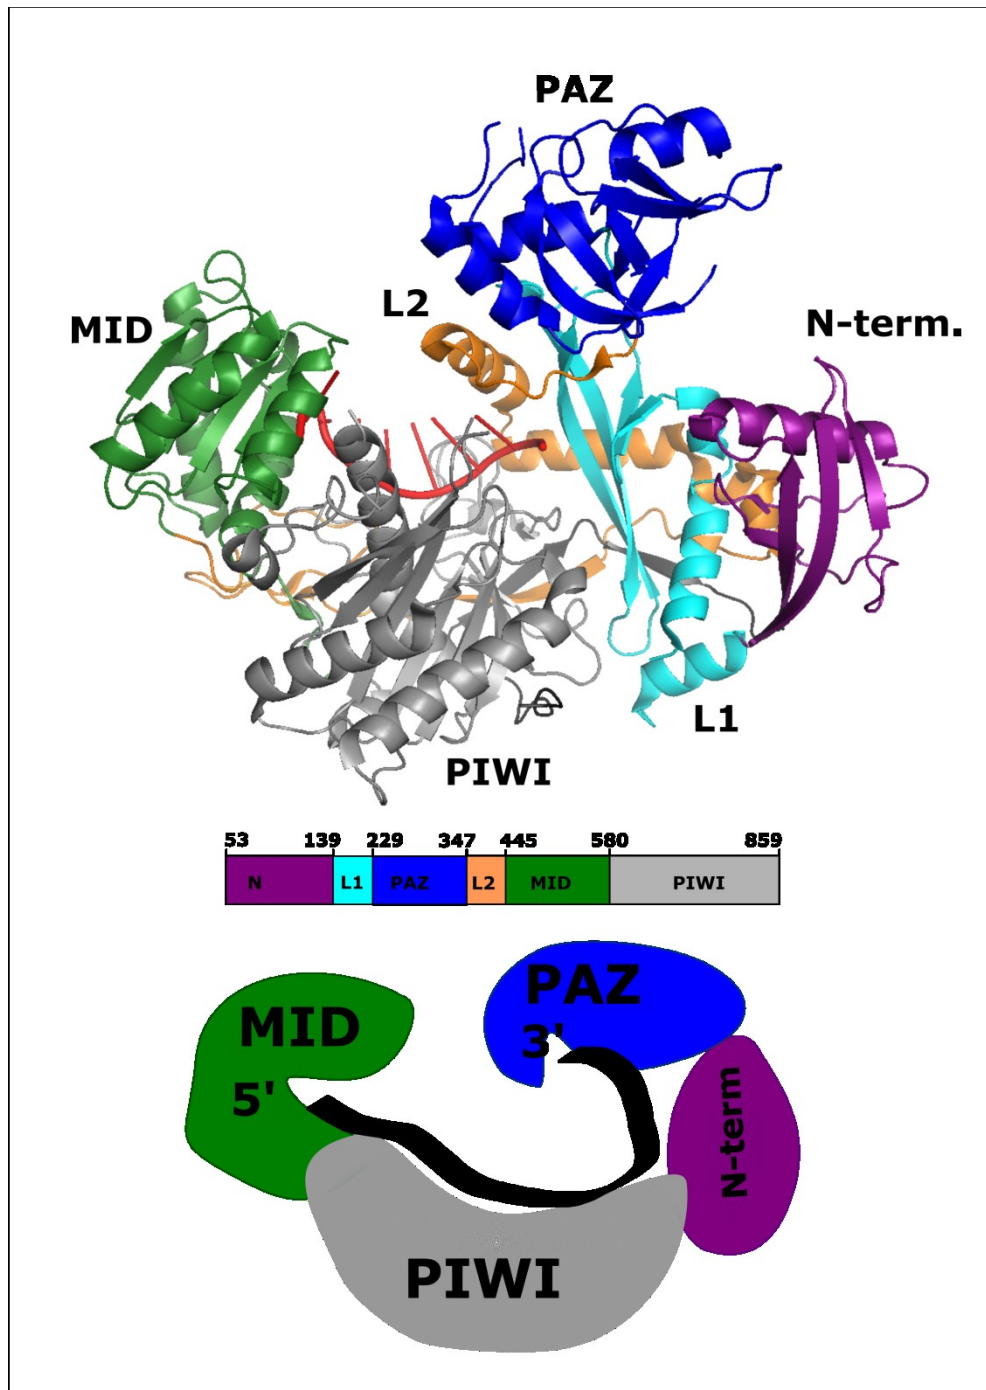 PAZ
L2
MID
N-term.
L1
PIWI
53 139 229 347 445 580 859
N L1 PAZ L2 MID PIWI
PAZ
MID
3'
5'
N-term
PIWI